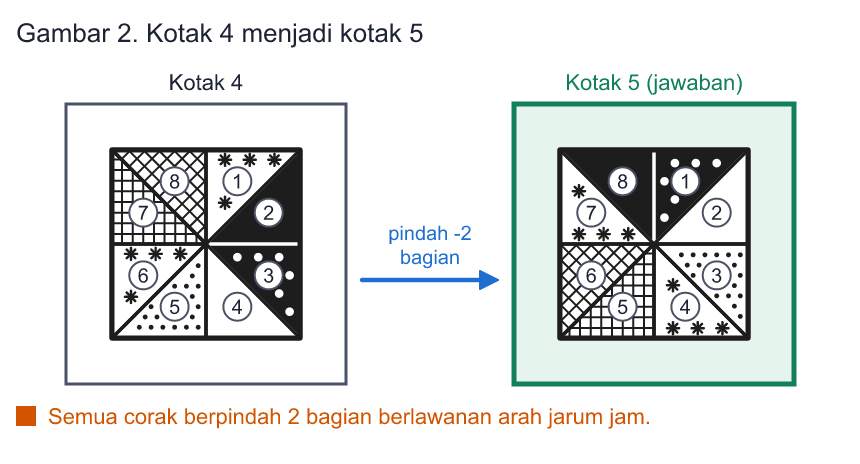 Gambar 2. Kotak 4 menjadi kotak 5
Kotak 4
Kotak 5 (jawaban)
8 1
7 2
6 3
5 4
pindah -2
bagian
8 1
7 2
6 3
5 4
Semua corak berpindah 2 bagian berlawanan arah jarum jam.